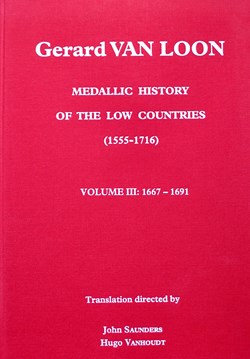 Gerard VAN LOON
MEDALLIC HISTORY
OF THE LOW COUNTRIES
(1555-1716)
VOLUME III: 1667 – 1691
Translation directed by
John SAUNDERS
Hugo VANHOUDT